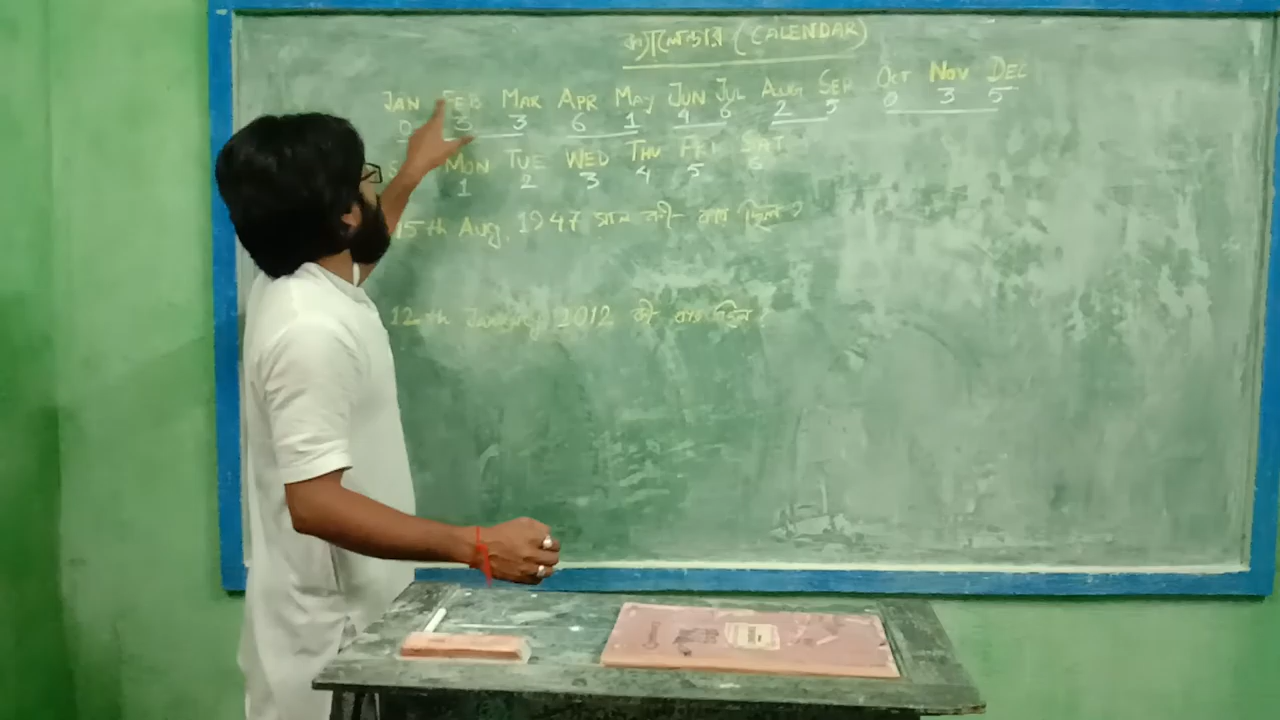 ক্যালেন্ডার (CALENDAR)
JAN FEB MAR APR MAY JUN JUL AUG SEP OCT NOV DEC
0 3 3 6 1 4 6 2 5 0 3 5
S MON TUE WED THU FRI SAT
1 2 3 4 5 6
15th Aug, 1947 সাল কী বার ছিল?
12th January 1012 কী বার ছিল?